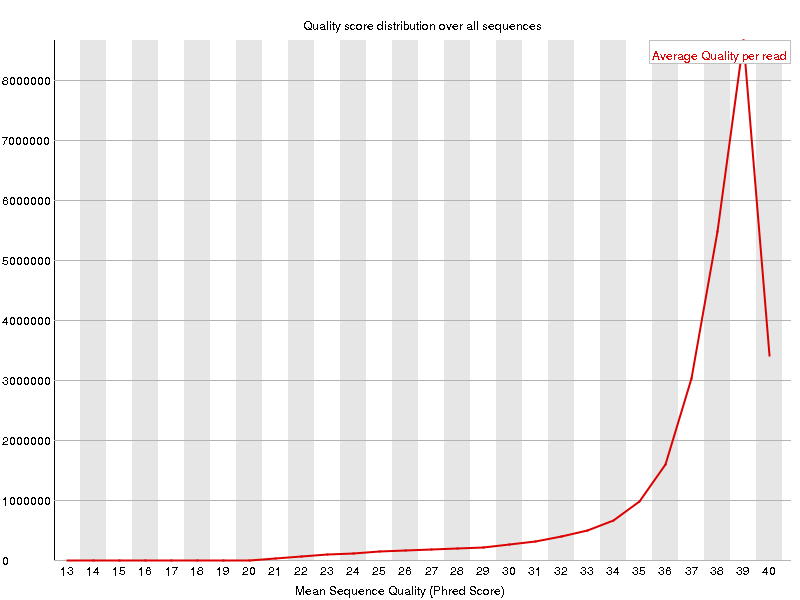 Quality score distribution over all sequences
Average Quality per read
8000000
7000000
6000000
5000000
4000000
3000000
2000000
1000000
0
13 14 15 16 17 18 19 20 21 22 23 24 25 26 27 28 29 30 31 32 33 34 35 36 37 38 39 40
Mean Sequence Quality (Phred Score)